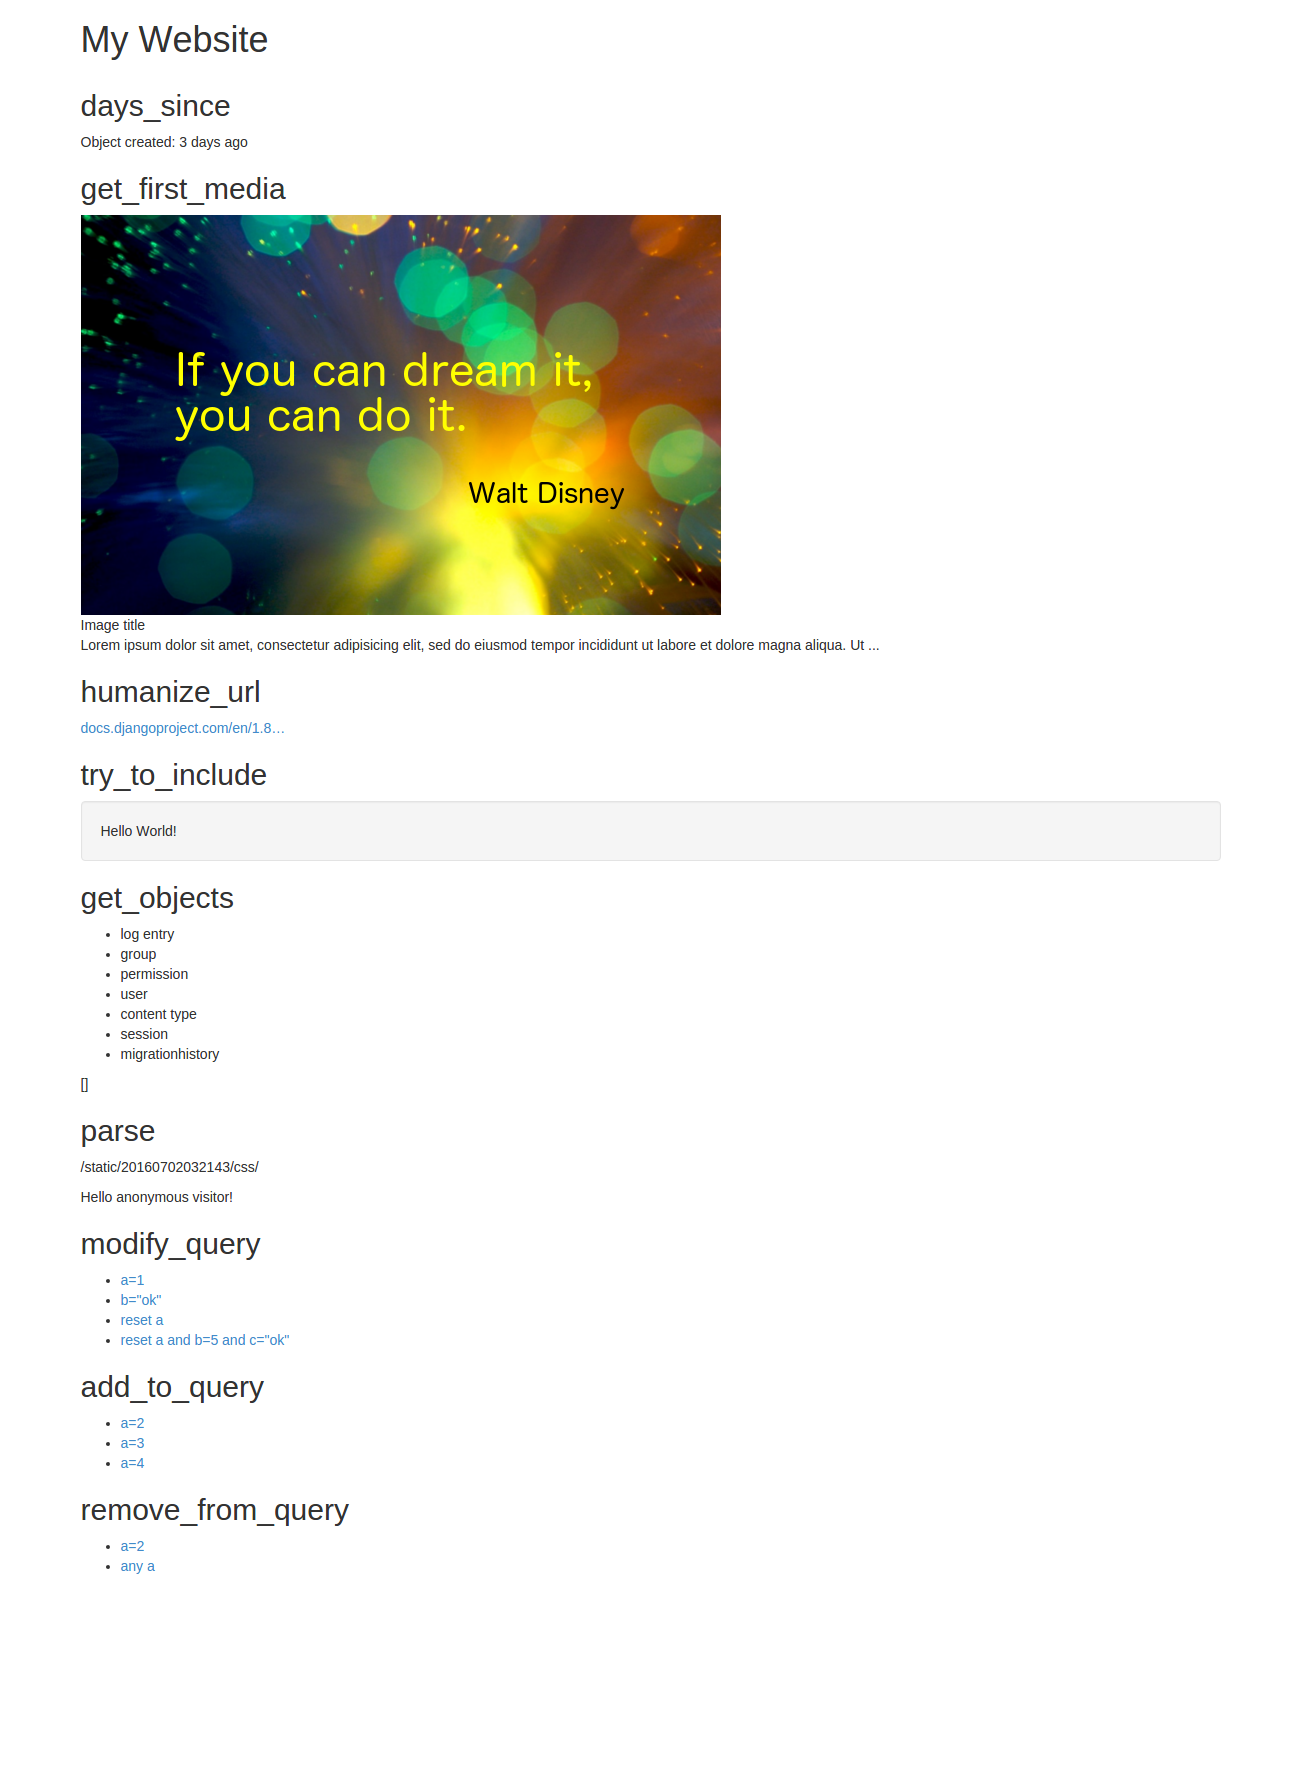 My Website
days_since
Object created: 3 days ago
get_first_media
If you can dream it,
you can do it.
Walt Disney
Image title
Lorem ipsum dolor sit amet, consectetur adipisicing elit, sed do eiusmod tempor incididunt ut labore et dolore magna aliqua. Ut ...
humanize_url
docs.djangoproject.com/en/1.8…
try_to_include
Hello World!
get_objects
log entry
group
permission
user
content type
session
migrationhistory
[]
parse
/static/20160702032143/css/
Hello anonymous visitor!
modify_query
a=1
b="ok"
reset a
reset a and b=5 and c="ok"
add_to_query
a=2
a=3
a=4
remove_from_query
a=2
any a